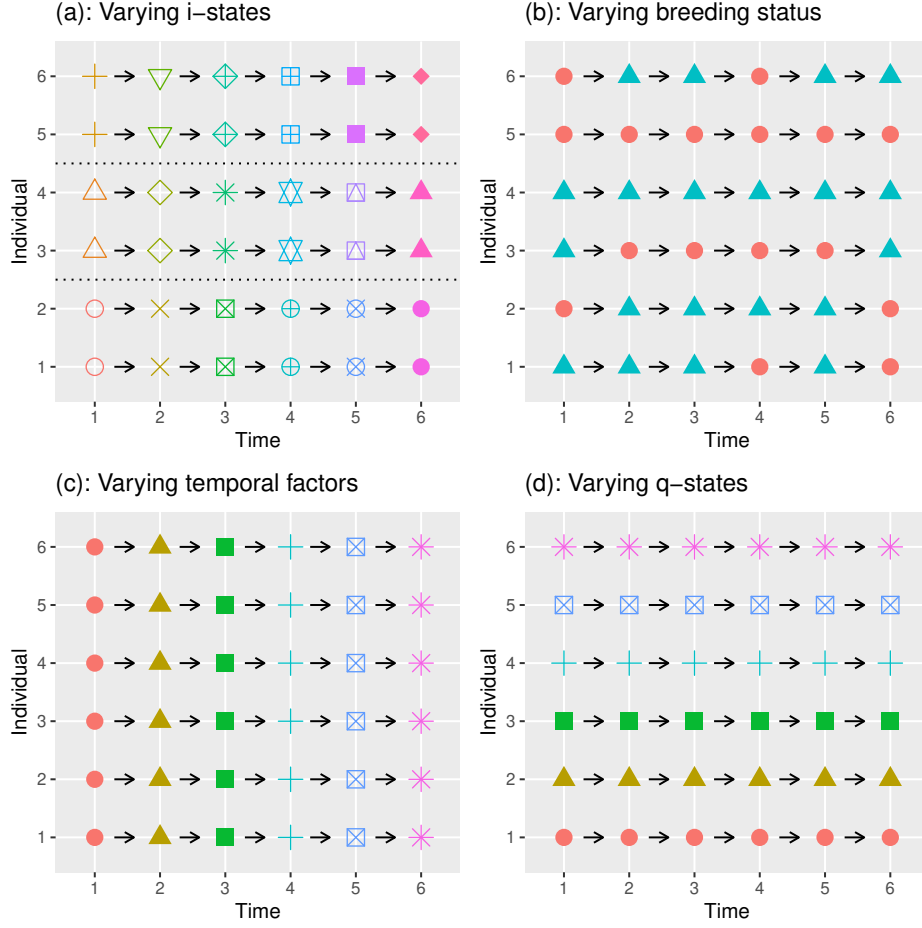 (a): Varying i−states
Individual
6
5
4
3
2
1
1 2 3 4 5 6
Time
(b): Varying breeding status
Individual
6
5
4
3
2
1
1 2 3 4 5 6
Time
(c): Varying temporal factors
Individual
6
5
4
3
2
1
1 2 3 4 5 6
Time
(d): Varying q−states
Individual
6
5
4
3
2
1
1 2 3 4 5 6
Time